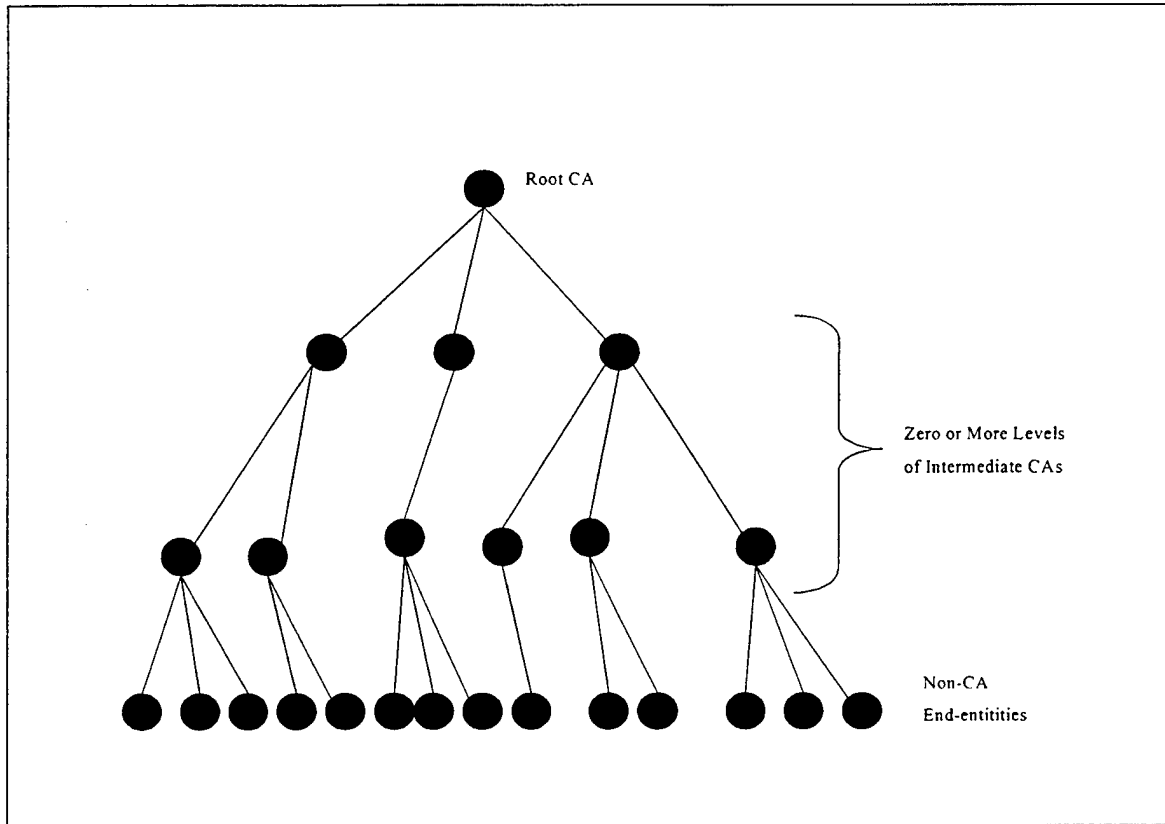 Root CA
Zero or More Levels
of Intermediate CAs
Non-CA
End-entitities